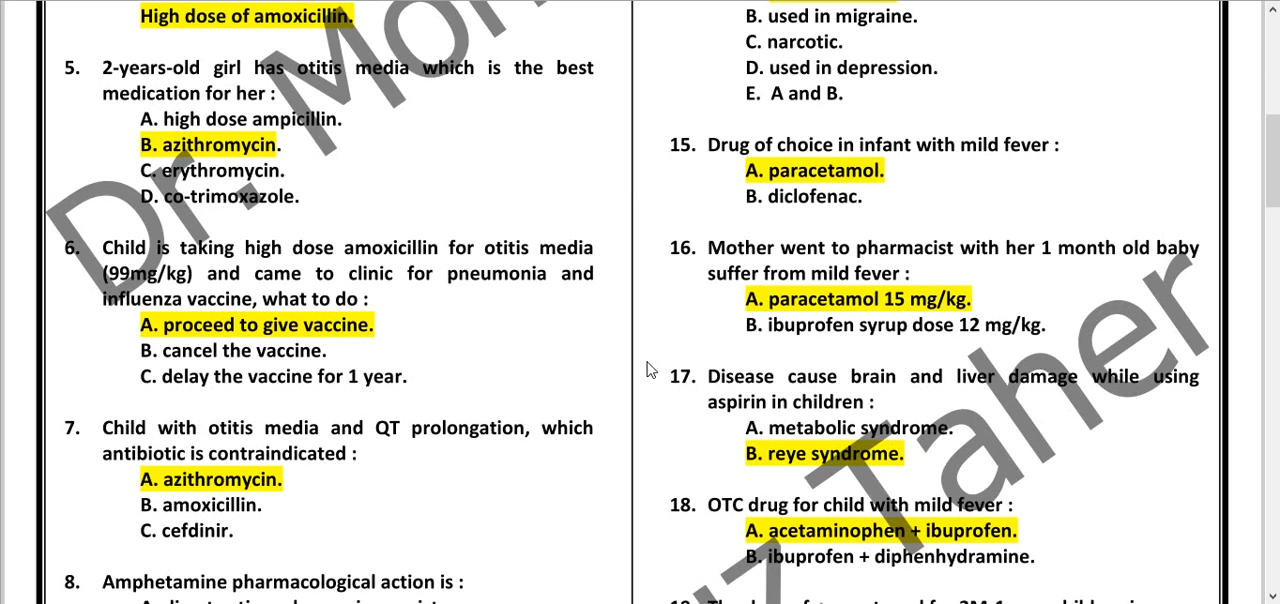 High dose of amoxicillin.
5. 2-years-old girl has otitis media which is the best
medication for her :
A. high dose ampicillin.
B. azithromycin.
C. erythromycin.
D. co-trimoxazole.
6. Child is taking high dose amoxicillin for otitis media
(99mg/kg) and came to clinic for pneumonia and
influenza vaccine, what to do :
A. proceed to give vaccine.
B. cancel the vaccine.
C. delay the vaccine for 1 year.
7. Child with otitis media and QT prolongation, which
antibiotic is contraindicated :
A. azithromycin.
B. amoxicillin.
C. cefdinir.
8. Amphetamine pharmacological action is :
B. used in migraine.
C. narcotic.
D. used in depression.
E. A and B.
15. Drug of choice in infant with mild fever :
A. paracetamol.
B. diclofenac.
16. Mother went to pharmacist with her 1 month old baby
suffer from mild fever :
A. paracetamol 15 mg/kg.
B. ibuprofen syrup dose 12 mg/kg.
17. Disease cause brain and liver damage while using
aspirin in children :
A. metabolic syndrome.
B. reye syndrome.
18. OTC drug for child with mild fever :
A. acetaminophen + ibuprofen.
B. ibuprofen + diphenhydramine.
Dr.
Taher